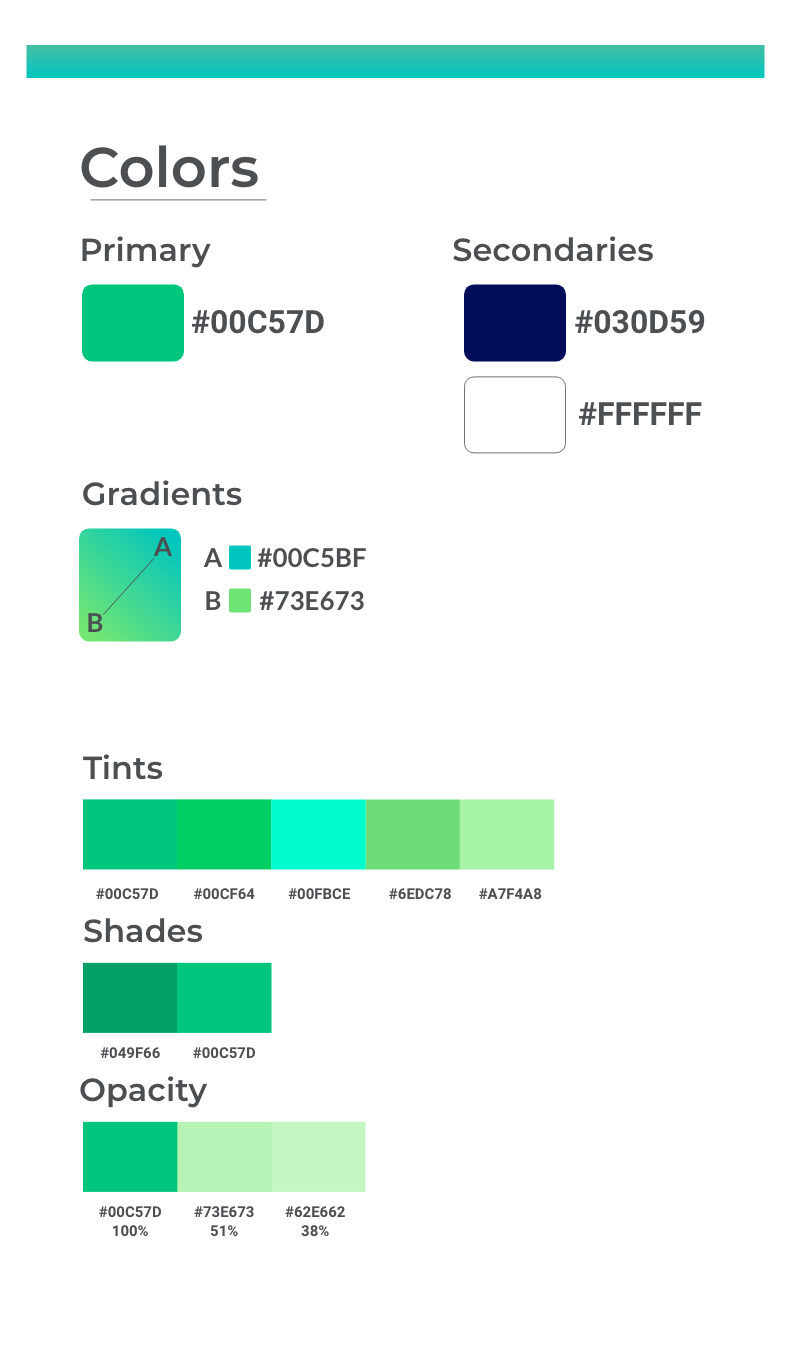 Colors
Primary
#00C57D
Secondaries
#030D59
#FFFFFF
Gradients
A
B
A #00C5BF
B #73E673
Tints
#00C57D #00CF64 #00FBCE #6EDC78 #A7F4A8
Shades
#049F66 #00C57D
Opacity
#00C57D #73E673 #62E662
100% 51% 38%